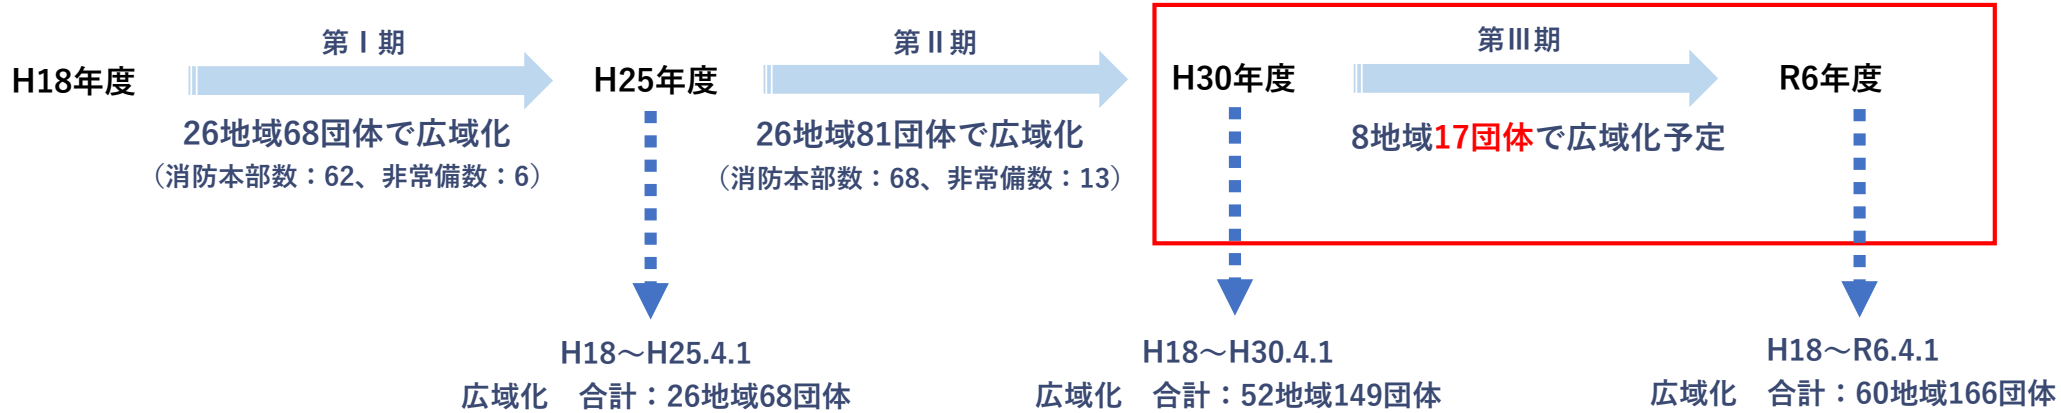 第Ⅰ期
第Ⅱ期
第Ⅲ期
H18年度
H25年度
H30年度
R6年度
26地域68団体で広域化
（消防本部数：62、非常備数：6）
26地域81団体で広域化
（消防本部数：68、非常備数：13）
8地域17団体で広域化予定
H18～H25.4.1
広域化　合計：26地域68団体
H18～H30.4.1
広域化　合計：52地域149団体
H18～R6.4.1
広域化　合計：60地域166団体